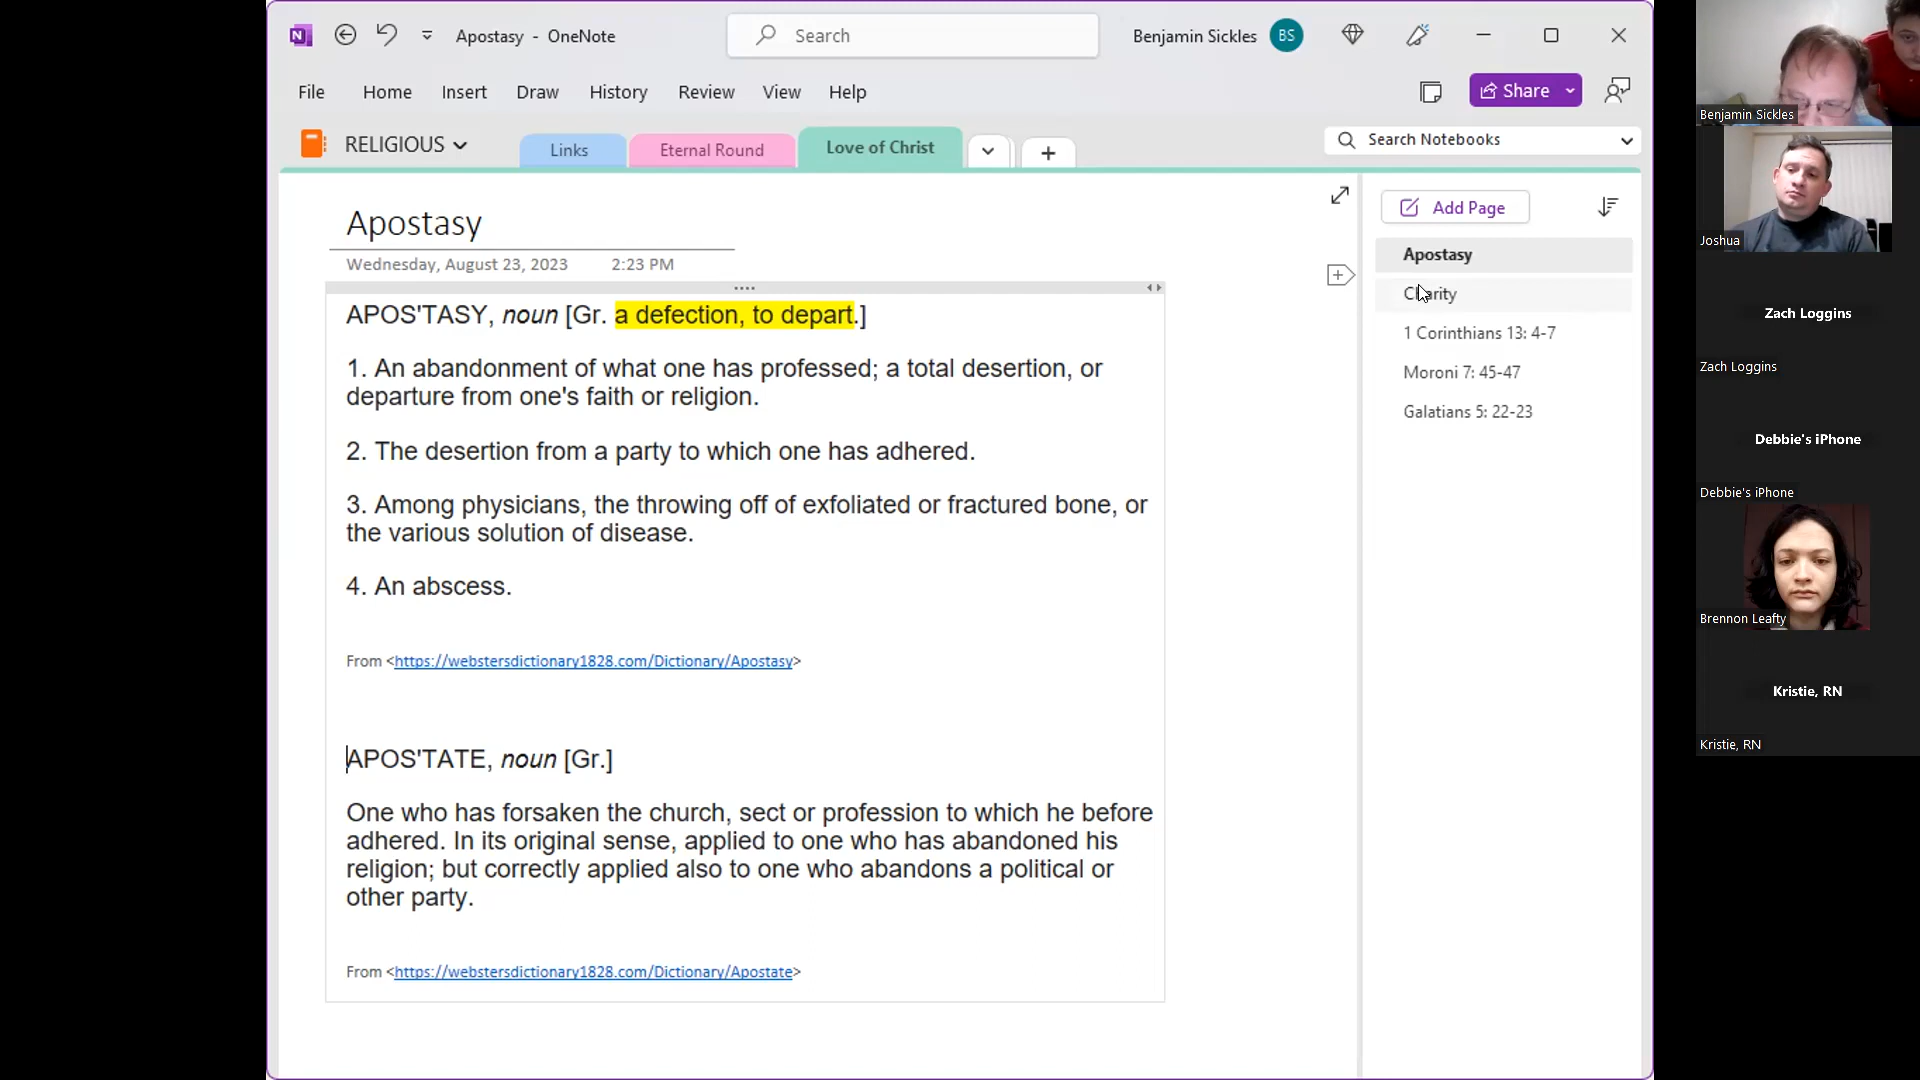 Apostasy - OneNote
Search
Benjamin Sickles
BS
File Home Insert Draw History Review View Help
Share
RELIGIOUS
Links
Eternal Round
Love of Christ
Search Notebooks
Apostasy
Wednesday, August 23, 2023 2:23 PM
APOS'TASY, noun [Gr. a defection, to depart.]
1. An abandonment of what one has professed; a total desertion, or
departure from one's faith or religion.
2. The desertion from a party to which one has adhered.
3. Among physicians, the throwing off of exfoliated or fractured bone, or
the various solution of disease.
4. An abscess.
From <https://webstersdictionary1828.com/Dictionary/Apostasy>
APOS'TATE, noun [Gr.]
One who has forsaken the church, sect or profession to which he before
adhered. In its original sense, applied to one who has abandoned his
religion; but correctly applied also to one who abandons a political or
other party.
From <https://webstersdictionary1828.com/Dictionary/Apostate>
Add Page
Apostasy
Charity
1 Corinthians 13: 4-7
Moroni 7: 45-47
Galatians 5: 22-23
Benjamin Sickles
Joshua
Zach Loggins
Zach Loggins
Debbie's iPhone
Debbie's iPhone
Brennon Leafty
Kristie, RN
Kristie, RN